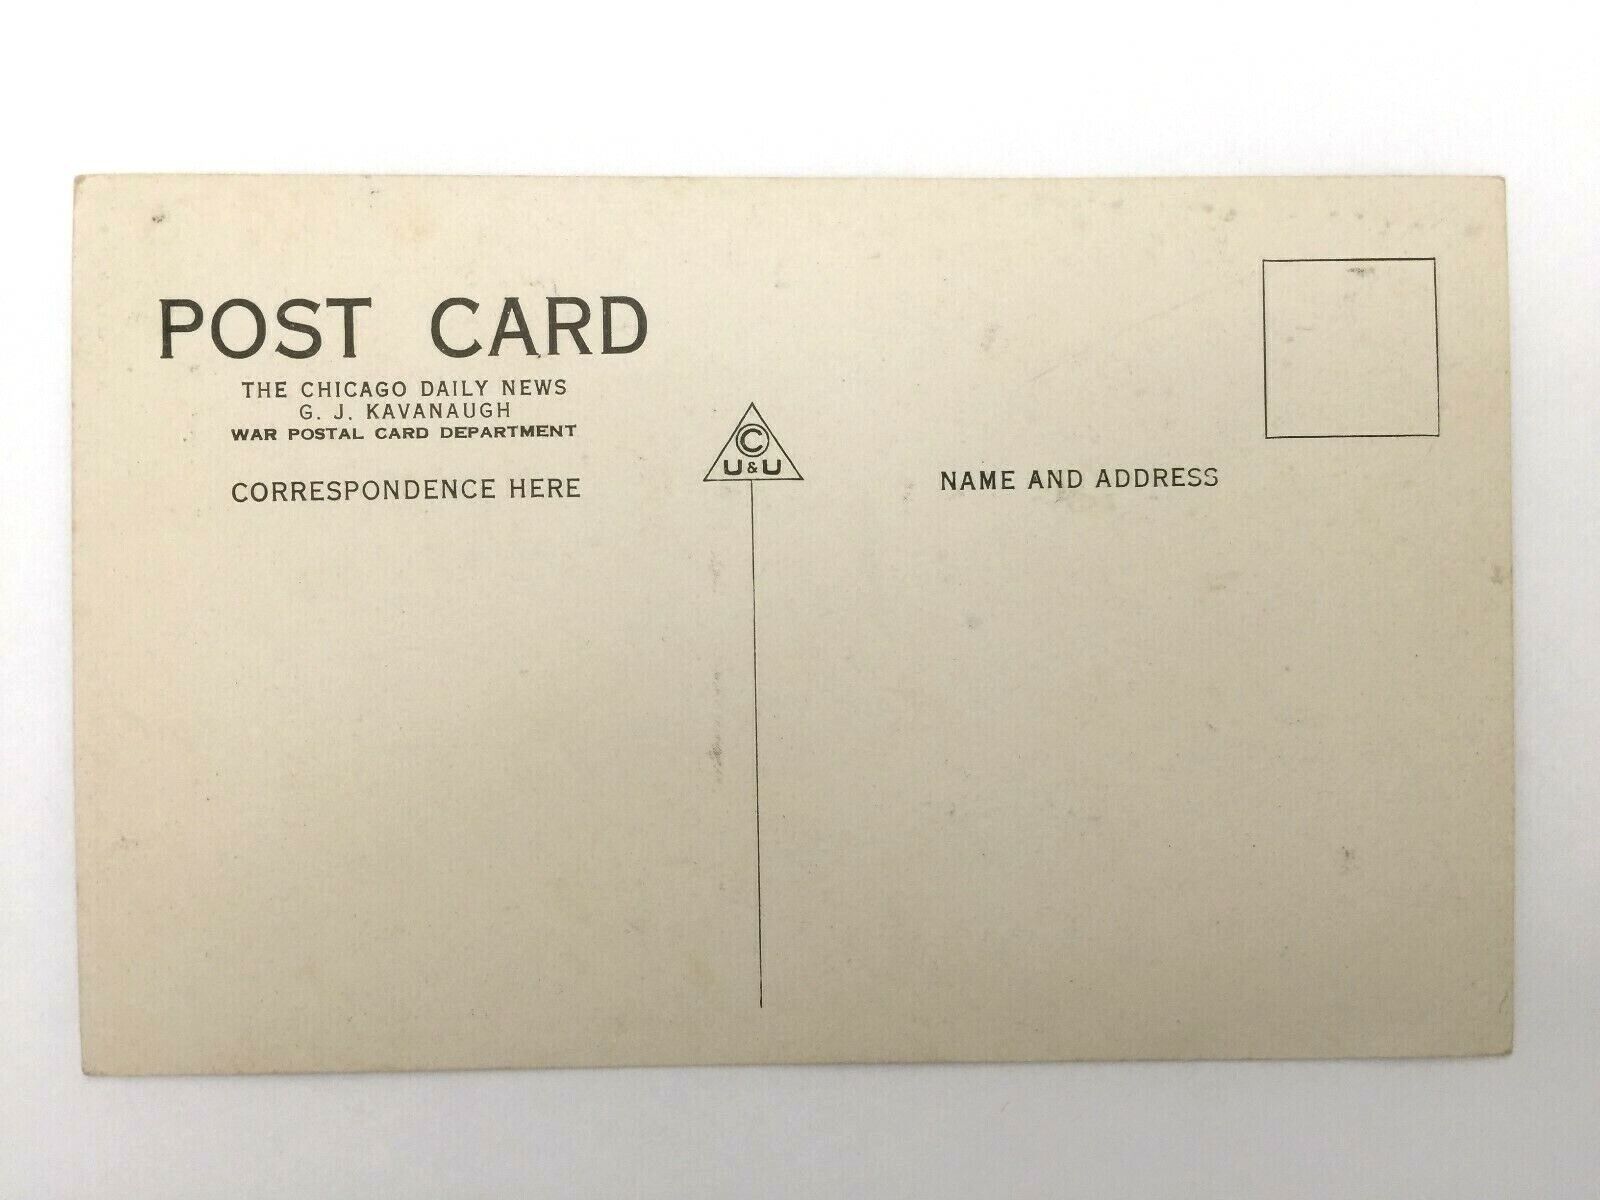 POST CARD
THE CHICAGO DAILY NEWS
G. J. KAVANAUGH
WAR POSTAL CARD DEPARTMENT
CORRESPONDENCE HERE
C
U & U
NAME AND ADDRESS